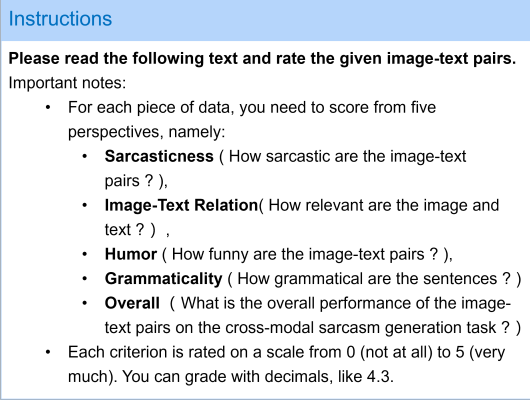 Instructions
Please read the following text and rate the given image-text pairs.
Important notes:
• For each piece of data, you need to score from five
perspectives, namely:
• Sarcasticness ( How sarcastic are the image-text
pairs ? ),
• Image-Text Relation( How relevant are the image and
text ? ) ,
• Humor ( How funny are the image-text pairs ? ),
• Grammaticality ( How grammatical are the sentences ? )
• Overall ( What is the overall performance of the image-
text pairs on the cross-modal sarcasm generation task ? )
• Each criterion is rated on a scale from 0 (not at all) to 5 (very
much). You can grade with decimals, like 4.3.